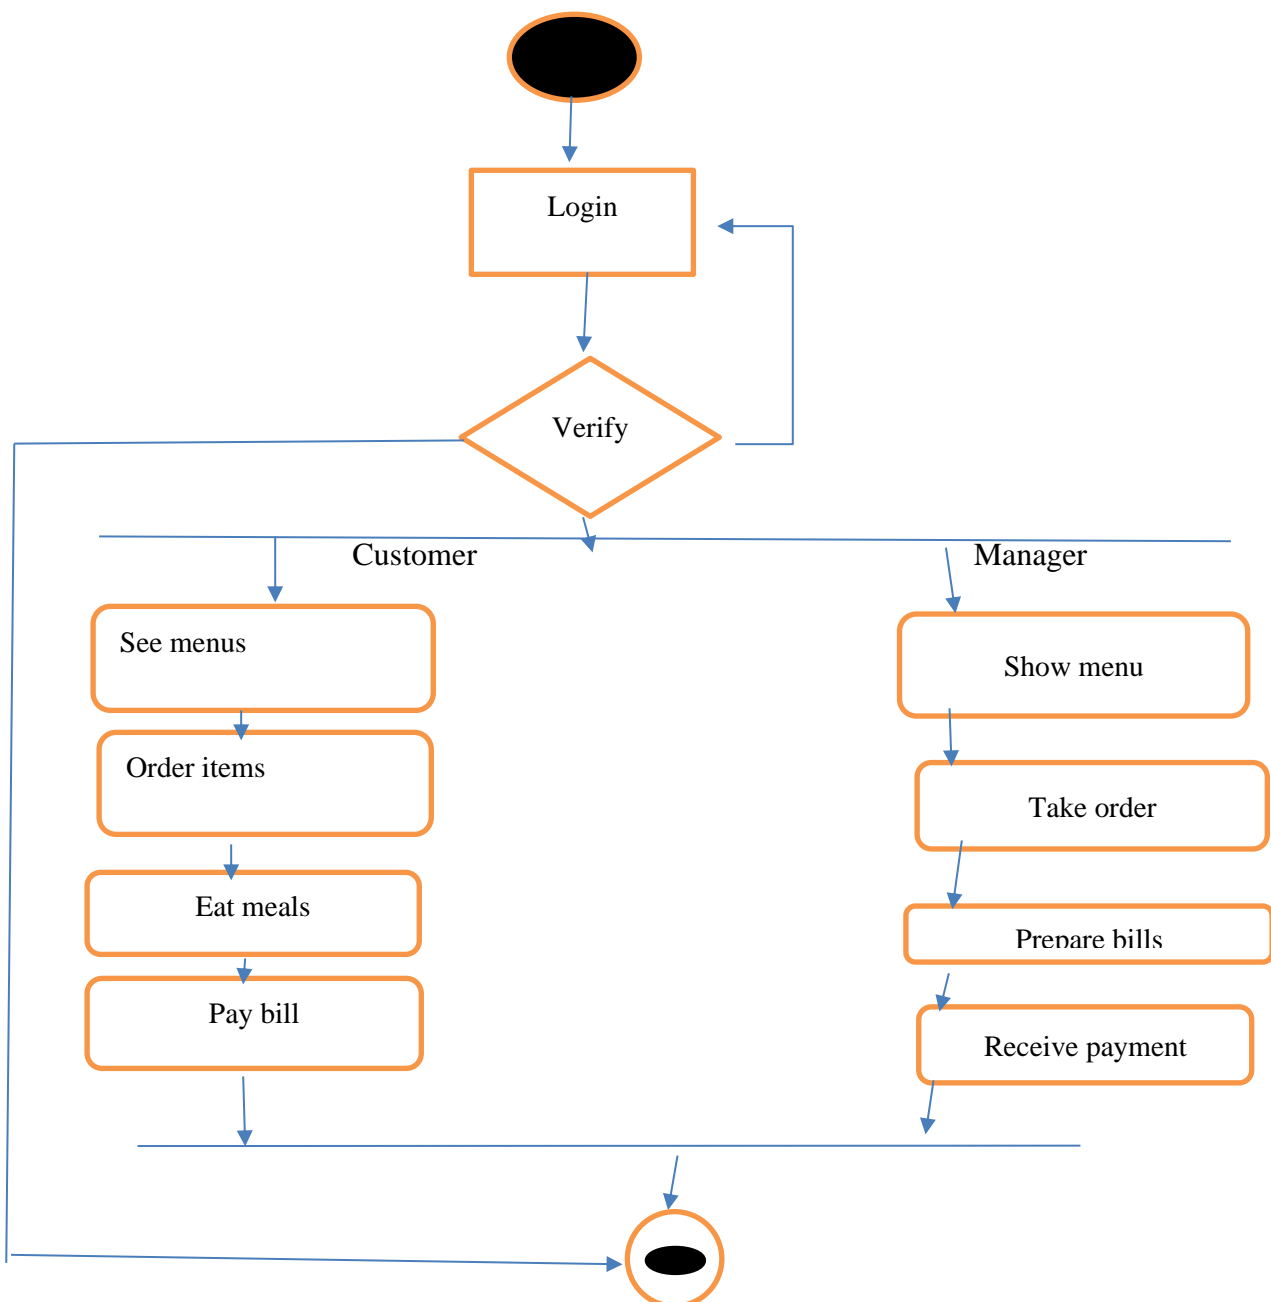 Login
Verify
Customer
Manager
See menus
Show menu
Order items
Take order
Eat meals
Prepare bills
Pay bill
Receive payment